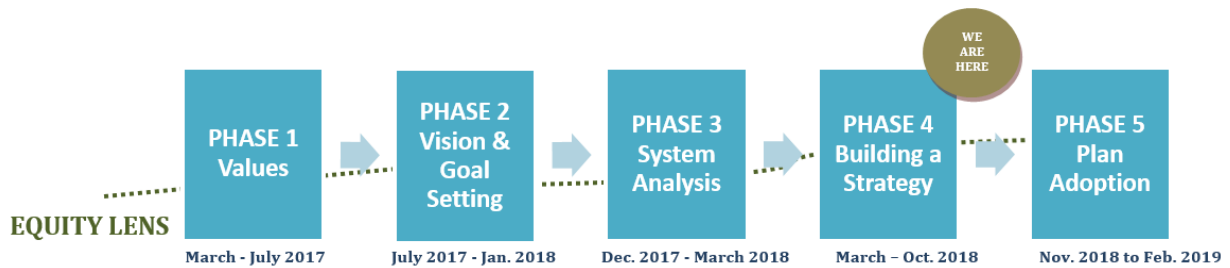 WE
ARE
HERE
PHASE 1
Values
PHASE 2
Vision &
Goal
Setting
PHASE 3
System
Analysis
PHASE 4
Building a
Strategy
PHASE 5
Plan
Adoption
EQUITY LENS
March - July 2017
July 2017 - Jan. 2018
Dec. 2017 - March 2018
March – Oct. 2018
Nov. 2018 to Feb. 2019